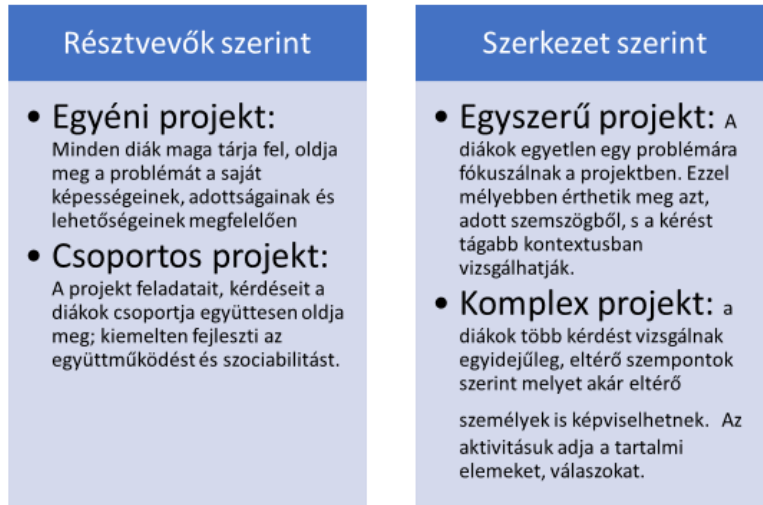 Résztvevők szerint
• Egyéni projekt:
Minden diák maga tárja fel, oldja
meg a problémát a saját
képességeinek, adottságainak és
lehetőségeinek megfelelően
• Csoportos projekt:
A projekt feladatait, kérdéseit a
diákok csoportja együttesen oldja
meg; kiemelten fejleszti az
együttműködést és szociabilitást.
Szerkezet szerint
• Egyszerű projekt: A
diákok egyetlen egy problémára
fókuszálnak a projektben. Ezzel
mélyebben érthetik meg azt,
adott szemszögből, s a kérést
tágabb kontextusban
vizsgálhatják.
• Komplex projekt: a
diákok több kérdést vizsgálnak
egyidejűleg, eltérő szempontok
szerint melyet akár eltérő
személyek is képviselhetnek. Az
aktivitásuk adja a tartalmi
elemeket, válaszokat.